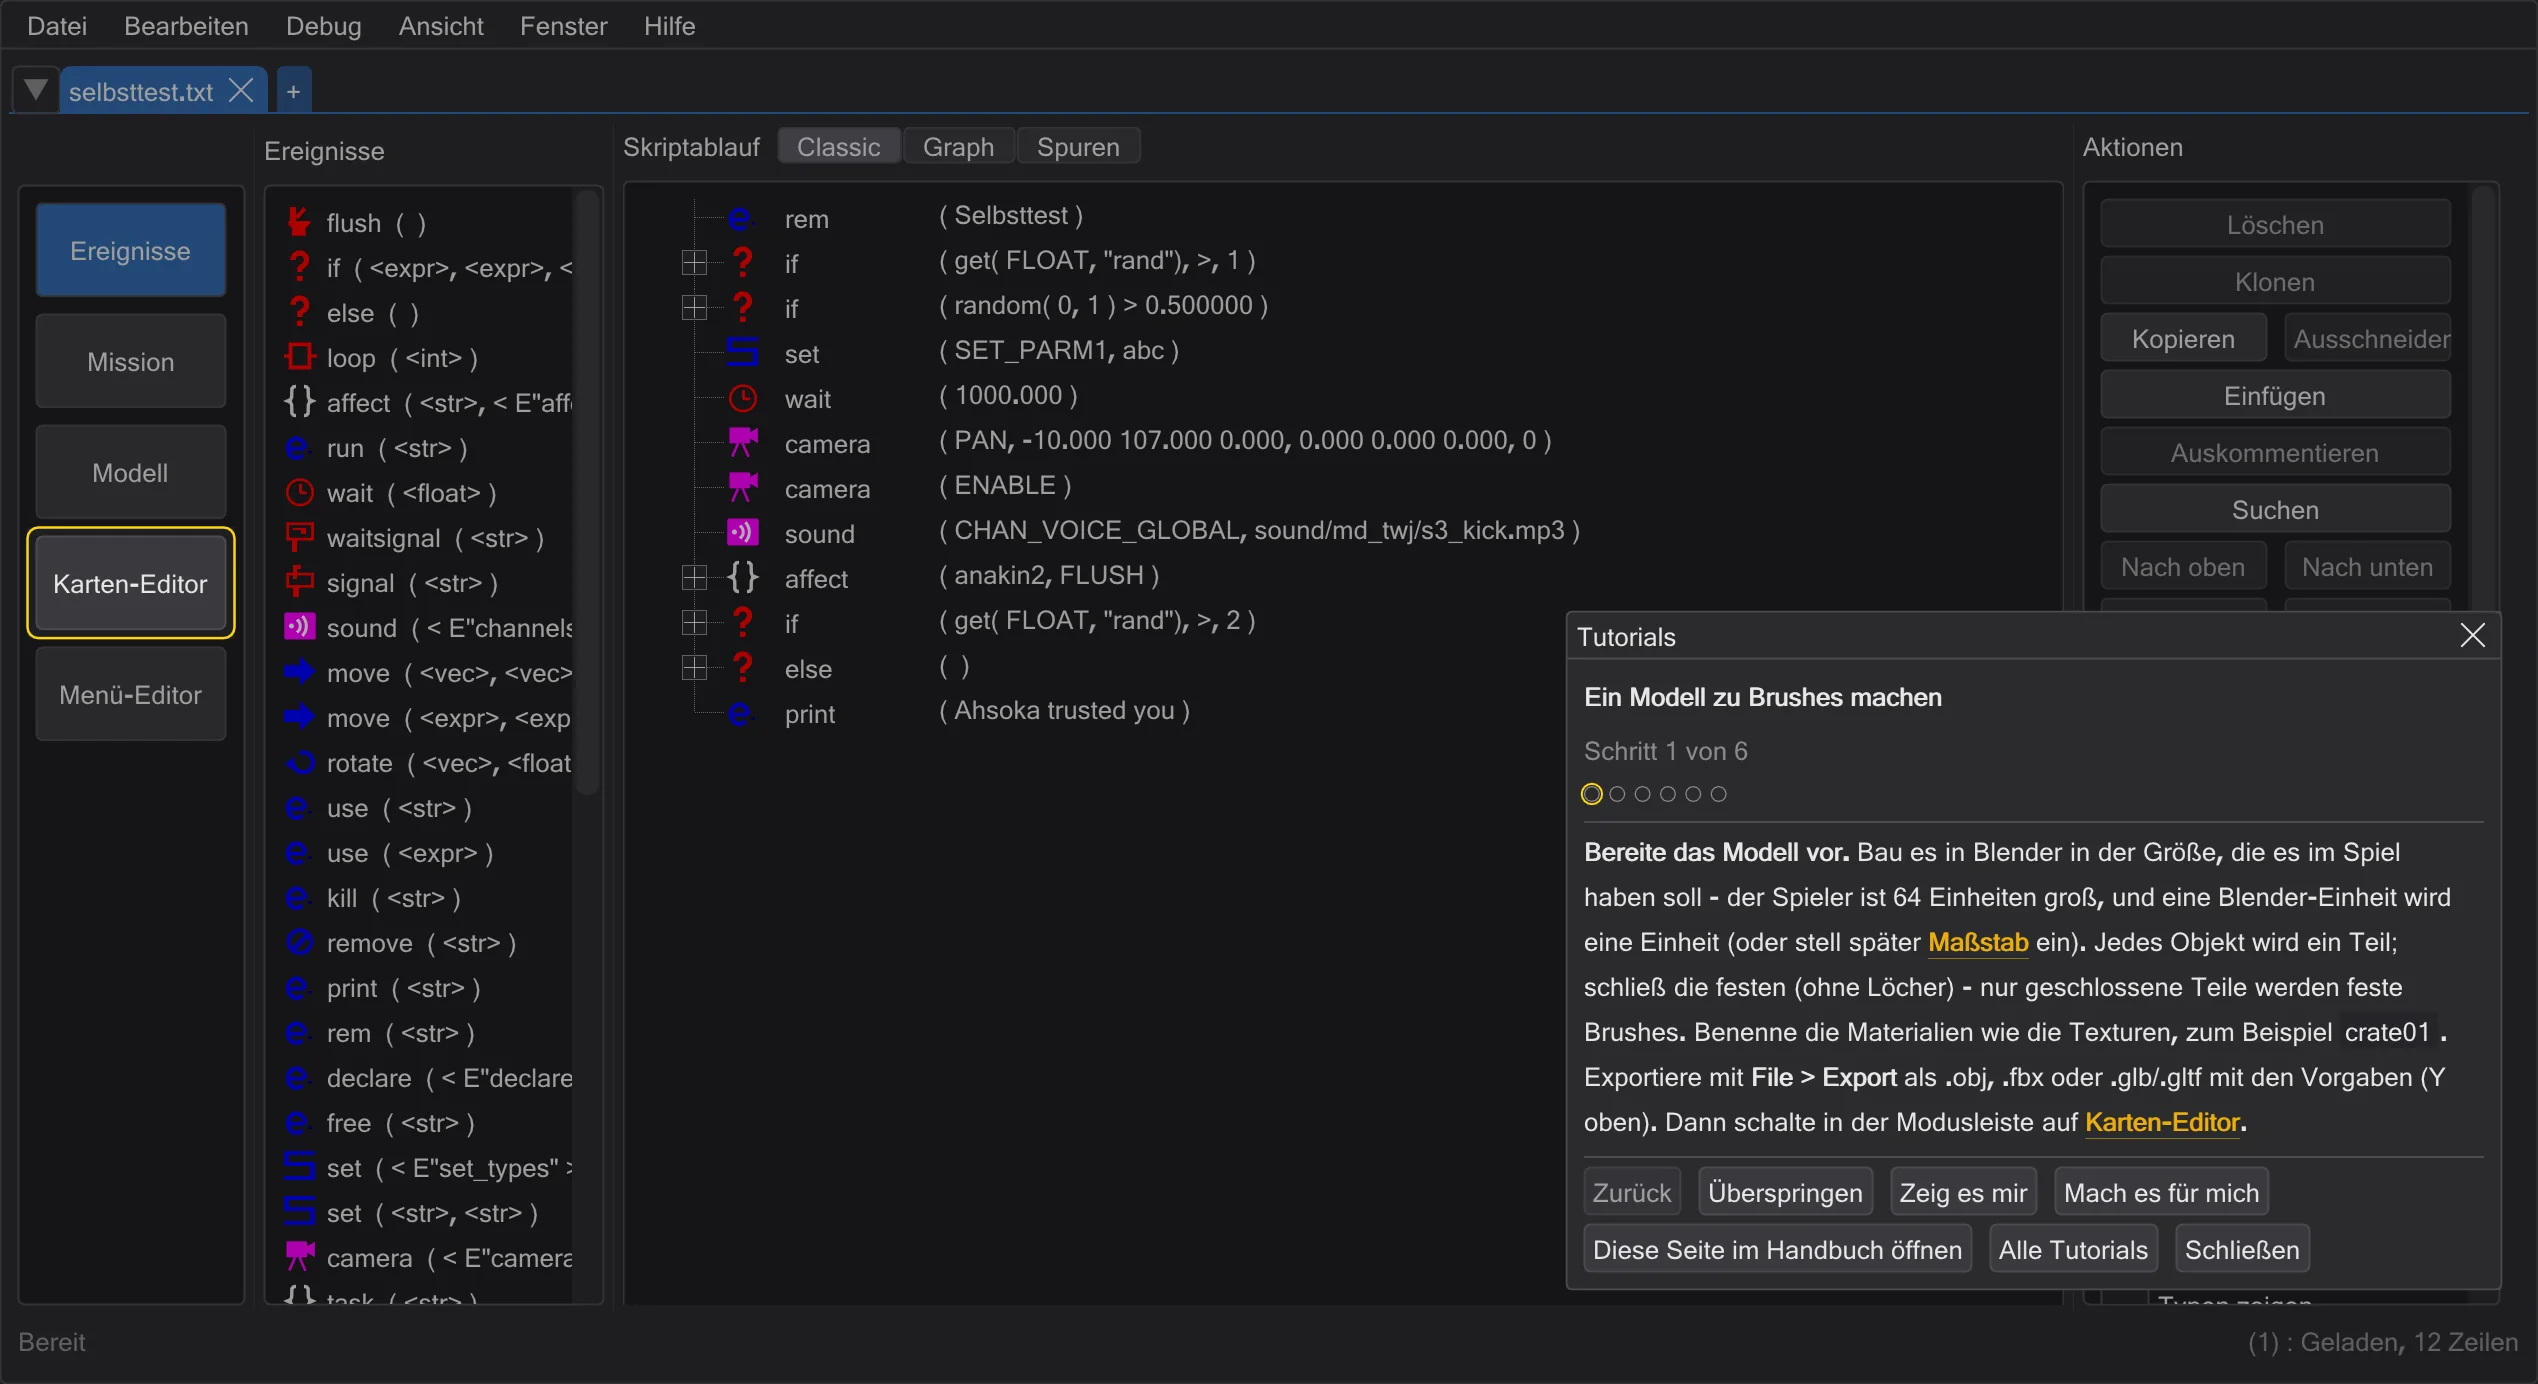 Datei Bearbeiten Debug Ansicht Fenster Hilfe
selbsttest.txt +
Ereignisse
Mission
Modell
Karten-Editor
Menü-Editor
Ereignisse
flush ( )
if ( <expr>, <expr>, <
else ( )
loop ( <int> )
affect ( <str>, < E"aff
run ( <str> )
wait ( <float> )
waitsignal ( <str> )
signal ( <str> )
sound ( < E"channels
move ( <vec>, <vec>
move ( <expr>, <exp
rotate ( <vec>, <float
use ( <str> )
use ( <expr> )
kill ( <str> )
remove ( <str> )
print ( <str> )
rem ( <str> )
declare ( < E"declare
free ( <str> )
set ( < E"set_types" >
set ( <str>, <str> )
camera ( < E"camera
task ( <str> )
Skriptablauf Classic Graph Spuren
rem ( Selbsttest )
if ( get( FLOAT, "rand"), >, 1 )
if ( random( 0, 1 ) > 0.500000 )
set ( SET_PARM1, abc )
wait ( 1000.000 )
camera ( PAN, -10.000 107.000 0.000, 0.000 0.000 0.000, 0 )
camera ( ENABLE )
sound ( CHAN_VOICE_GLOBAL, sound/md_twj/s3_kick.mp3 )
affect ( anakin2, FLUSH )
if ( get( FLOAT, "rand"), >, 2 )
else ( )
print ( Ahsoka trusted you )
Aktionen
Löschen
Klonen
Kopieren Ausschneiden
Einfügen
Auskommentieren
Suchen
Nach oben Nach unten
Typen zeigen
Tutorials
Ein Modell zu Brushes machen
Schritt 1 von 6
Bereite das Modell vor. Bau es in Blender in der Größe, die es im Spiel
haben soll - der Spieler ist 64 Einheiten groß, und eine Blender-Einheit wird
eine Einheit (oder stell später Maßstab ein). Jedes Objekt wird ein Teil;
schließ die festen (ohne Löcher) - nur geschlossene Teile werden feste
Brushes. Benenne die Materialien wie die Texturen, zum Beispiel crate01 .
Exportiere mit File > Export als .obj, .fbx oder .glb/.gltf mit den Vorgaben (Y
oben). Dann schalte in der Modusleiste auf Karten-Editor.
Zurück Überspringen Zeig es mir Mach es für mich
Diese Seite im Handbuch öffnen Alle Tutorials Schließen
Bereit
(1) : Geladen, 12 Zeilen